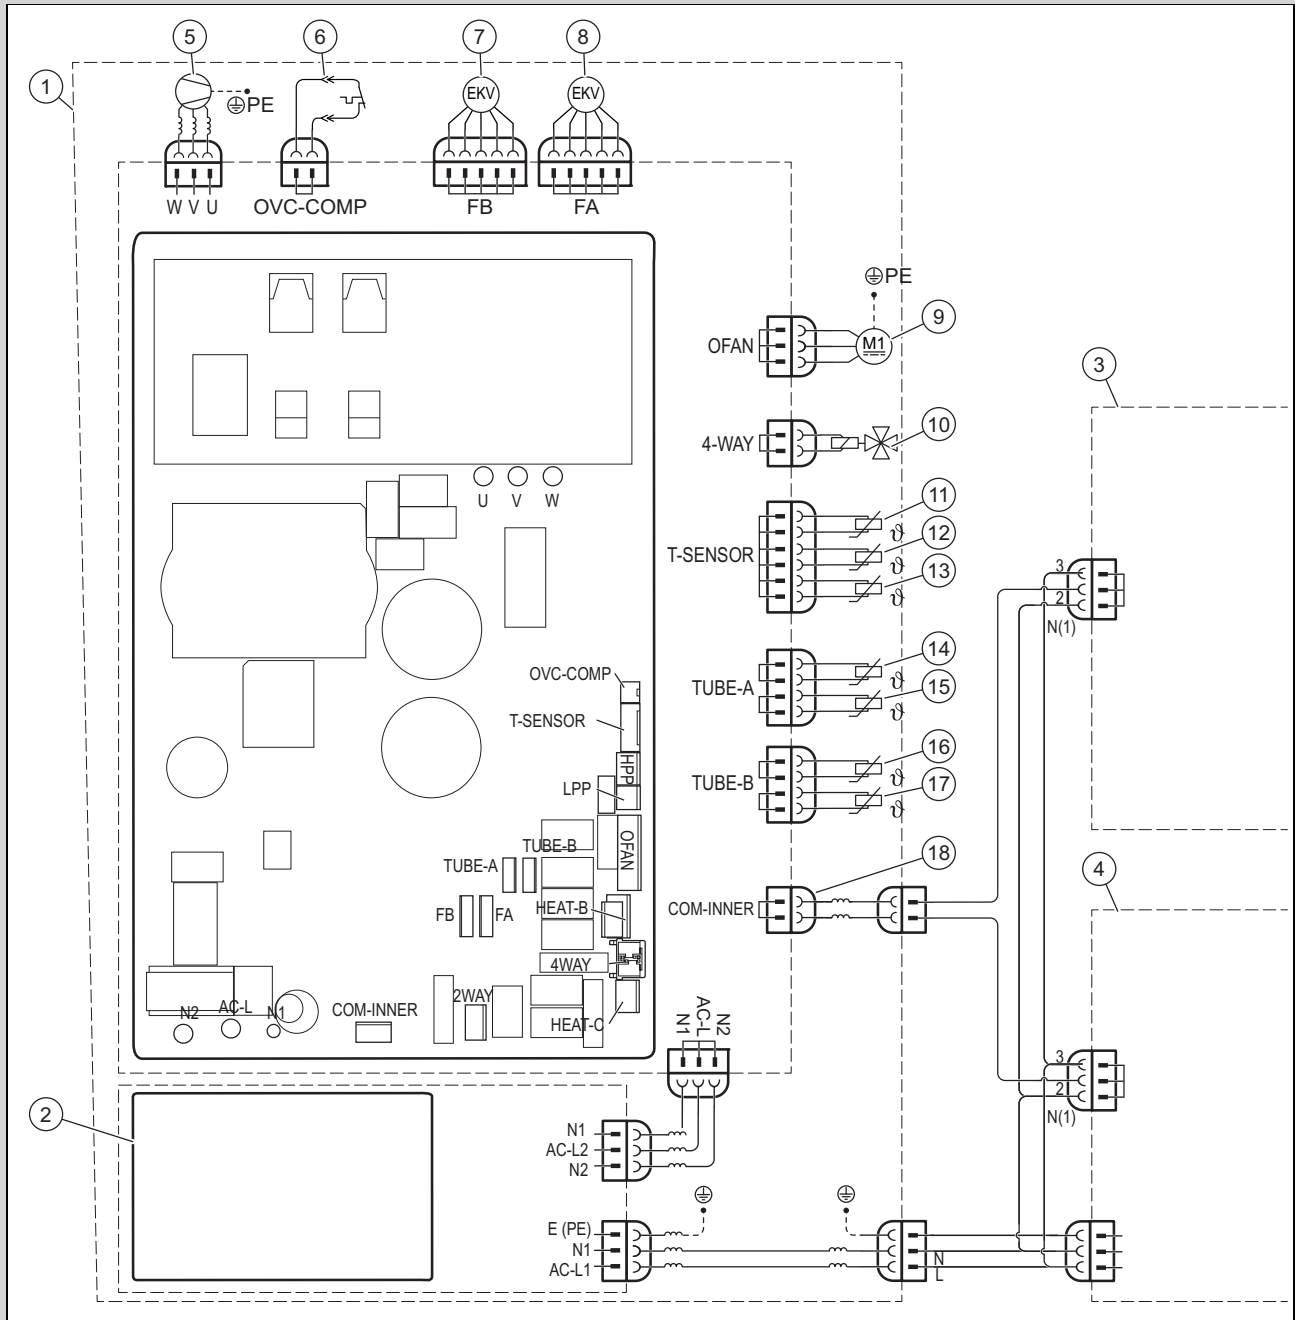 5
6
7
8
1
PE
EKV
EKV
W V U
OVC-COMP
FB
FA
PE
9
OFAN
M1
3
10
4-WAY
U
V
W
11
12
T-SENSOR
ϑ
ϑ
13
ϑ
3
2
N(1)
14
OVC-COMP
TUBE-A
ϑ
15
ϑ
T-SENSOR
16
HPP
TUBE-B
ϑ
LPP
17
ϑ
OFAN
TUBE-B
TUBE-A
18
4
FB
FA
HEAT-B
COM-INNER
4WAY
2WAY
N2
AC-L
N1
COM-INNER
HEAT-C
N1
AC-L
N2
3
2
N(1)
2
N1
AC-L2
N2
E (PE)
N1
AC-L1
N
L